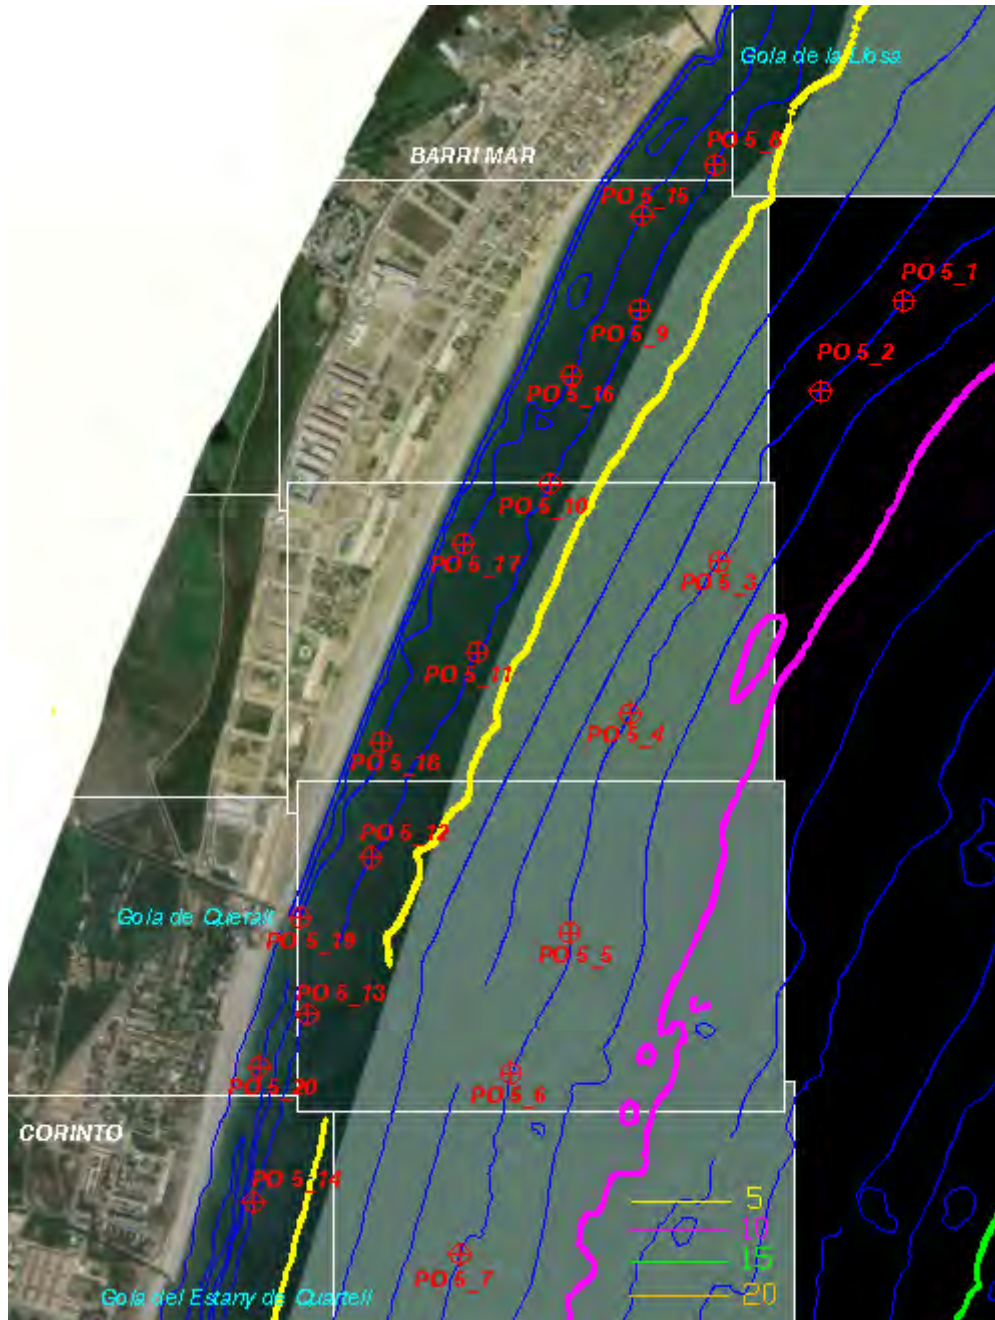 Gola de la Llosa
BARRI MAR
PO 5_8
PO 5_15
PO 5_1
PO 5_9
PO 5_2
PO 5_16
PO 5_10
PO 5_17
PO 5_3
PO 5_11
PO 5_4
PO 5_16
PO 5_12
Gola de Queralt
PO 5_19
PO 5_5
PO 5_13
PO 5_20
PO 5_6
CORINTO
PO 5_14
5
10
15
PO 5_7
20
Gola del Estany de Quartell